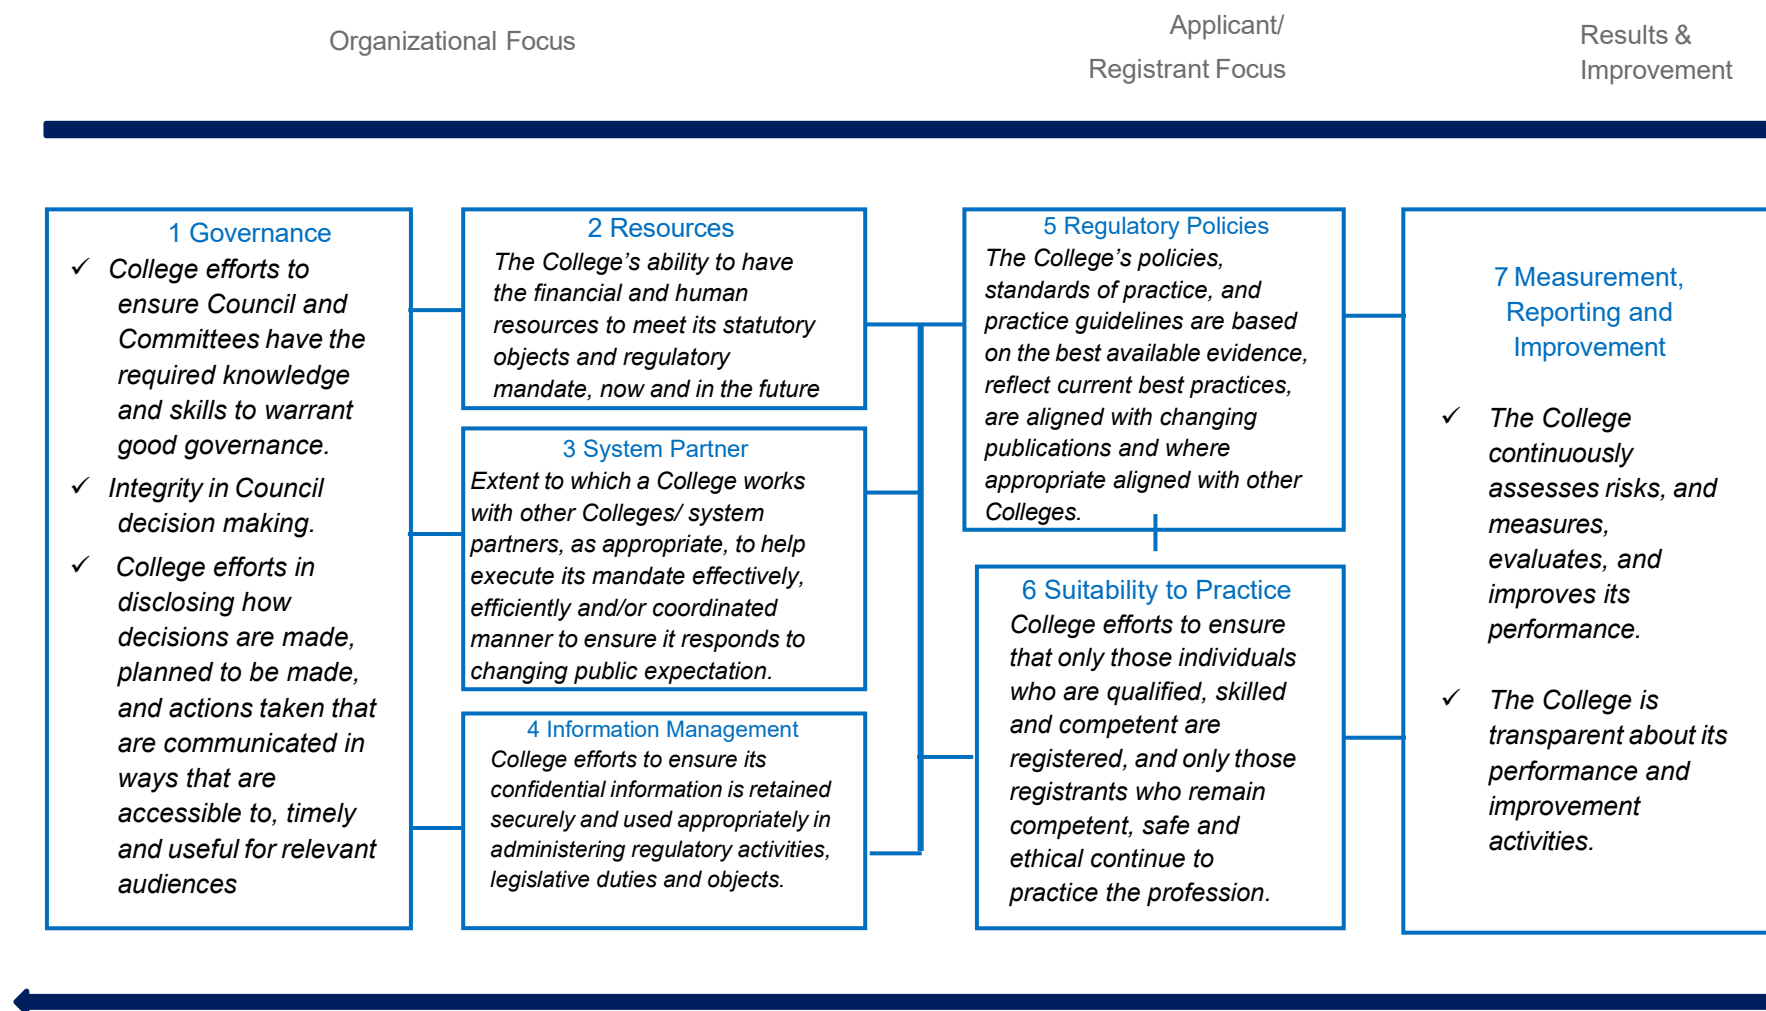 Organizational Focus
Applicant/
Registrant Focus
Results &
Improvement
1 Governance
✓ College efforts to
ensure Council and
Committees have the
required knowledge
and skills to warrant
good governance.
✓ Integrity in Council
decision making.
✓ College efforts in
disclosing how
decisions are made,
planned to be made,
and actions taken that
are communicated in
ways that are
accessible to, timely
and useful for relevant
audiences
2 Resources
The College's ability to have
the financial and human
resources to meet its statutory
objects and regulatory
mandate, now and in the future
3 System Partner
Extent to which a College works
with other Colleges/ system
partners, as appropriate, to help
execute its mandate effectively,
efficiently and/or coordinated
manner to ensure it responds to
changing public expectation.
4 Information Management
College efforts to ensure its
confidential information is retained
securely and used appropriately in
administering regulatory activities,
legislative duties and objects.
5 Regulatory Policies
The College's policies,
standards of practice, and
practice guidelines are based
on the best available evidence,
reflect current best practices,
are aligned with changing
publications and where
appropriate aligned with other
Colleges.
6 Suitability to Practice
College efforts to ensure
that only those individuals
who are qualified, skilled
and competent are
registered, and only those
registrants who remain
competent, safe and
ethical continue to
practice the profession.
7 Measurement,
Reporting and
Improvement
✓ The College
continuously
assesses risks, and
measures,
evaluates, and
improves its
performance.
✓ The College is
transparent about its
performance and
improvement
activities.